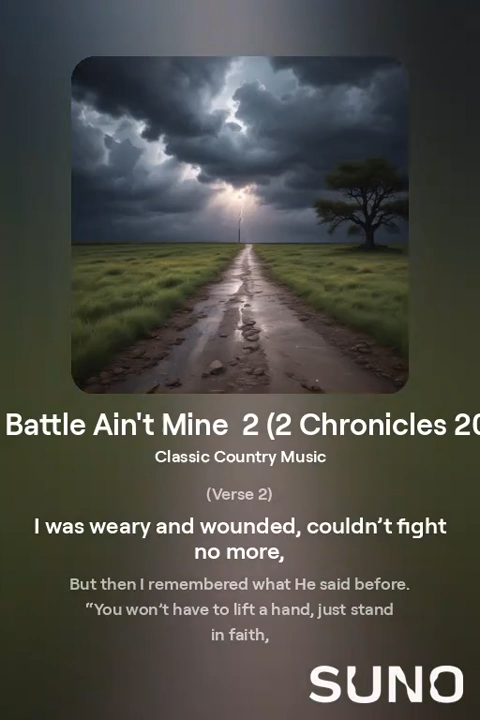 Battle Ain't Mine 2 (2 Chronicles 20
Classic Country Music
(Verse 2)
I was weary and wounded, couldn’t fight
no more,
But then I remembered what He said before.
“You won’t have to lift a hand, just stand
in faith,
SUNO